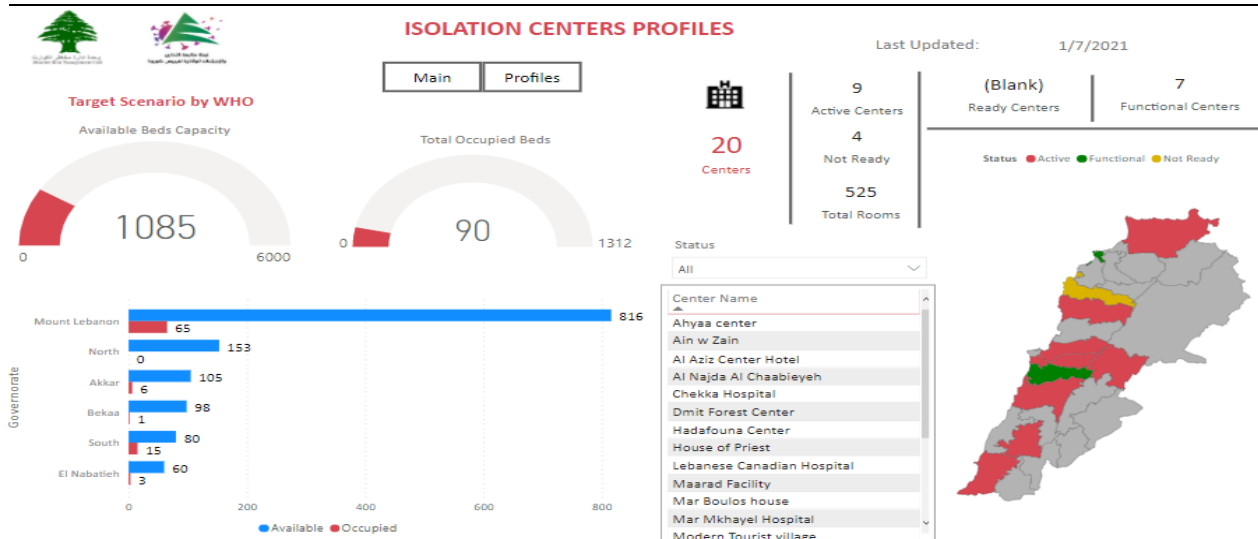 ISOLATION CENTERS PROFILES
Last Updated: 1/7/2021
Main Profiles
Target Scenario by WHO
Available Beds Capacity
1085
0 6000
Total Occupied Beds
90
0 1312
20
Centers
9
Active Centers
4
Not Ready
525
Total Rooms
(Blank)
Ready Centers
7
Functional Centers
Status Active Functional Not Ready
Status
All
Center Name
Ahyaa center
Ain w Zain
Al Aziz Center Hotel
Al Najda Al Chaabieyeh
Chekka Hospital
Dmit Forest Center
Hadafouna Center
House of Priest
Lebanese Canadian Hospital
Maarad Facility
Mar Boulos house
Mar Mkhayel Hospital
Modern Tourist village
Governorate
Mount Lebanon 816
65
North 153
0
Akkar 105
6
Bekaa 98
1
South 80
15
El Nabatieh 60
3
0 200 400 600 800
Available Occupied